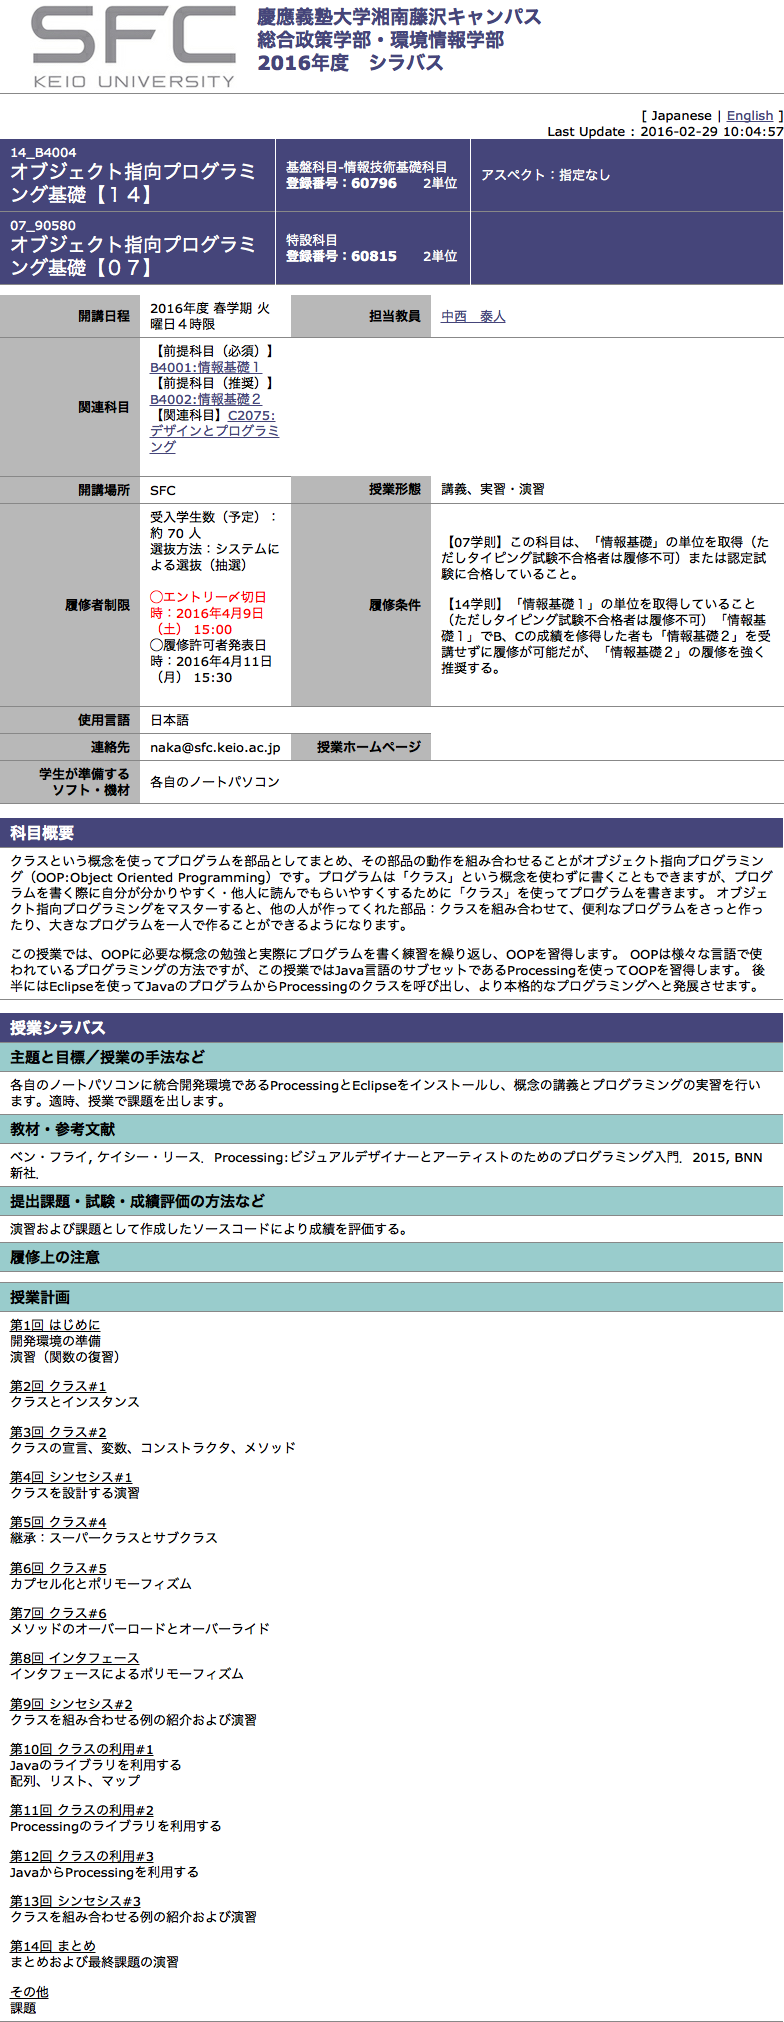 SFC
KEIO UNIVERSITY
慶應義塾大学湘南藤沢キャンパス
総合政策学部・環境情報学部
2016年度　シラバス
[ Japanese | English ]
Last Update : 2016-02-29 10:04:57
14_B4004
オブジェクト指向プログラミ
ング基礎【１４】
基盤科目-情報技術基礎科目
登録番号：60796　　2単位
アスペクト：指定なし
07_90580
オブジェクト指向プログラミ
ング基礎【０７】
特設科目
登録番号：60815　　2単位
開講日程
2016年度 春学期 火
曜日４時限
担当教員
中西　泰人
関連科目
【前提科目（必須）】
B4001:情報基礎１
【前提科目（推奨）】
B4002:情報基礎２
【関連科目】C2075:
デザインとプログラミ
ング
開講場所
SFC
授業形態
講義、実習・演習
履修者制限
受入学生数（予定）：
約 70 人
選抜方法：システムに
よる選抜（抽選）
◯エントリー〆切日
時：2016年4月9日
（土） 15:00
◯履修許可者発表日
時：2016年4月11日
（月） 15:30
履修条件
【07学則】この科目は、「情報基礎」の単位を取得（た
だしタイピング試験不合格者は履修不可）または認定試
験に合格していること。
【14学則】「情報基礎１」の単位を取得していること
（ただしタイピング試験不合格者は履修不可）「情報基
礎１」でB、Cの成績を修得した者も「情報基礎２」を受
講せずに履修が可能だが、「情報基礎２」の履修を強く
推奨する。
使用言語
日本語
連絡先
naka@sfc.keio.ac.jp
授業ホームページ
学生が準備する
ソフト・機材
各自のノートパソコン
科目概要
クラスという概念を使ってプログラムを部品としてまとめ、その部品の動作を組み合わせることがオブジェクト指向プログラミン
グ（OOP:Object Oriented Programming）です。プログラムは「クラス」という概念を使わずに書くこともできますが、プログ
ラムを書く際に自分が分かりやすく・他人に読んでもらいやすくするために「クラス」を使ってプログラムを書きます。 オブジェ
クト指向プログラミングをマスターすると、他の人が作ってくれた部品：クラスを組み合わせて、便利なプログラムをさっと作っ
たり、大きなプログラムを一人で作ることができるようになります。
この授業では、OOPに必要な概念の勉強と実際にプログラムを書く練習を繰り返し、OOPを習得します。 OOPは様々な言語で使
われているプログラミングの方法ですが、この授業ではJava言語のサブセットであるProcessingを使ってOOPを習得します。 後
半にはEclipseを使ってJavaのプログラムからProcessingのクラスを呼び出し、より本格的なプログラミングへと発展させます。
授業シラバス
主題と目標／授業の手法など
各自のノートパソコンに統合開発環境であるProcessingとEclipseをインストールし、概念の講義とプログラミングの実習を行い
ます。適時、授業で課題を出します。
教材・参考文献
ベン・フライ, ケイシー・リース．Processing:ビジュアルデザイナーとアーティストのためのプログラミング入門．2015, BNN
新社.
提出課題・試験・成績評価の方法など
演習および課題として作成したソースコードにより成績を評価する。
履修上の注意
授業計画
第1回 はじめに
開発環境の準備
演習（関数の復習）
第2回 クラス#1
クラスとインスタンス
第3回 クラス#2
クラスの宣言、変数、コンストラクタ、メソッド
第4回 シンセシス#1
クラスを設計する演習
第5回 クラス#4
継承：スーパークラスとサブクラス
第6回 クラス#5
カプセル化とポリモーフィズム
第7回 クラス#6
メソッドのオーバーロードとオーバーライド
第8回 インタフェース
インタフェースによるポリモーフィズム
第9回 シンセシス#2
クラスを組み合わせる例の紹介および演習
第10回 クラスの利用#1
Javaのライブラリを利用する
配列、リスト、マップ
第11回 クラスの利用#2
Processingのライブラリを利用する
第12回 クラスの利用#3
JavaからProcessingを利用する
第13回 シンセシス#3
クラスを組み合わせる例の紹介および演習
第14回 まとめ
まとめおよび最終課題の演習
その他
課題